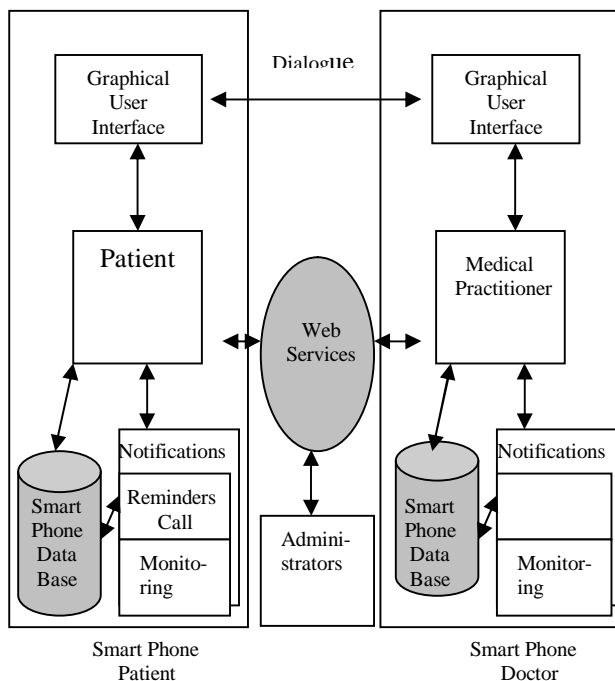 Dialogue
Graphical
User
Interface
Graphical
User
Interface
Patient
Medical
Practitioner
Web
Services
Notifications
Reminders
Call
Monito-
ring
Smart
Phone
Data
Base
Admini-
strators
Notifications
Monitor-
ing
Smart
Phone
Data
Base
Smart Phone
Patient
Smart Phone
Doctor